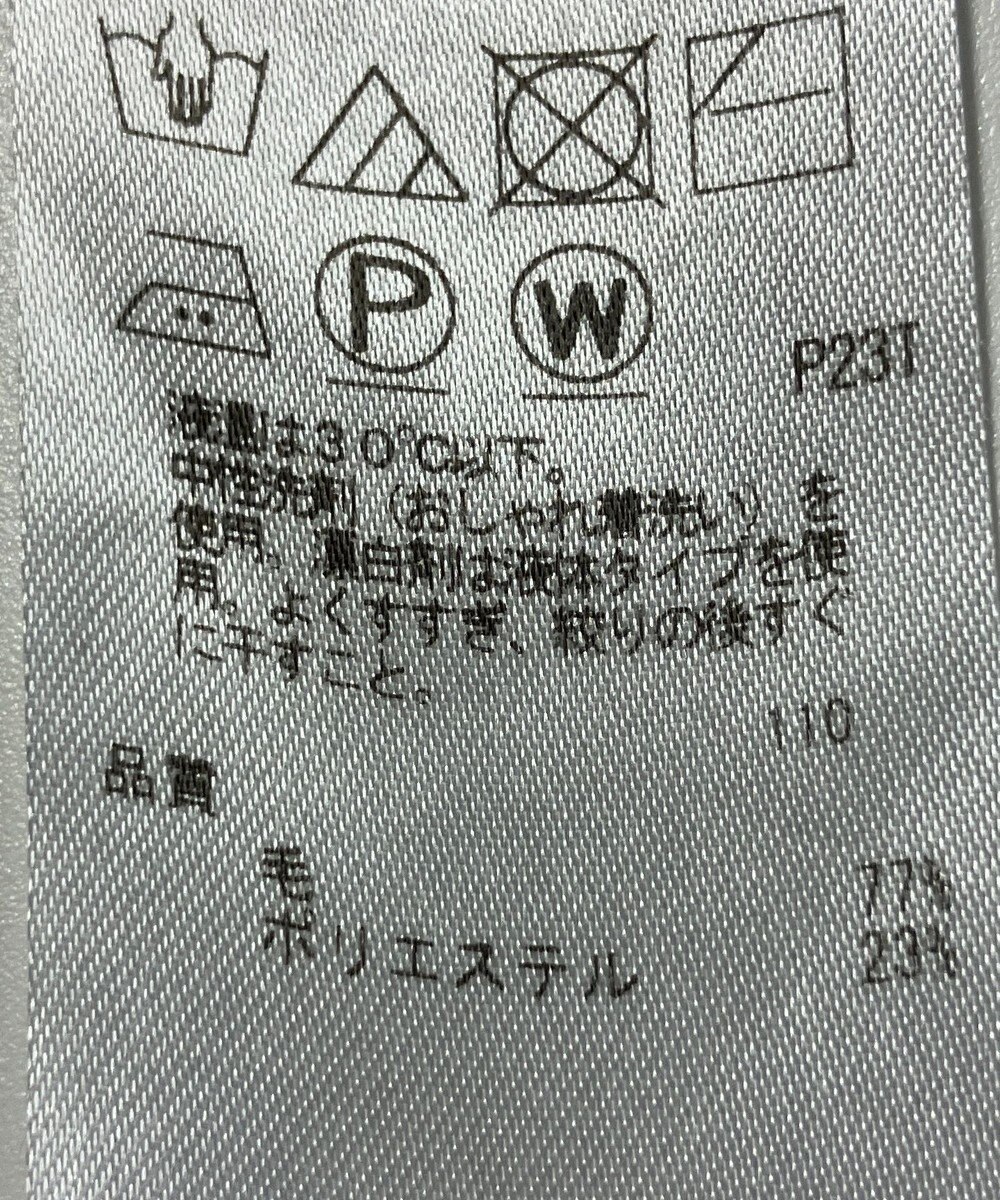 P
W
P23T
液温は30℃以下。
中性洗剤（おしゃれ着洗い）を
使用。漂白剤は液体タイプを使
用。よくすすぎ、絞りの後すぐ
に干すこと。
110
品質
毛 77%
ポリエステル 23%